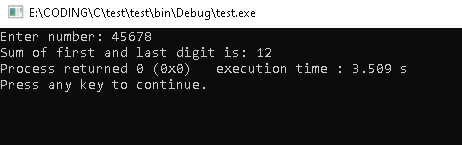 E:\CODING\C\test\test\bin\Debug\test.exe
Enter number: 45678
Sum of first and last digit is: 12
Process returned 0 (0x0)   execution time : 3.509 s
Press any key to continue.